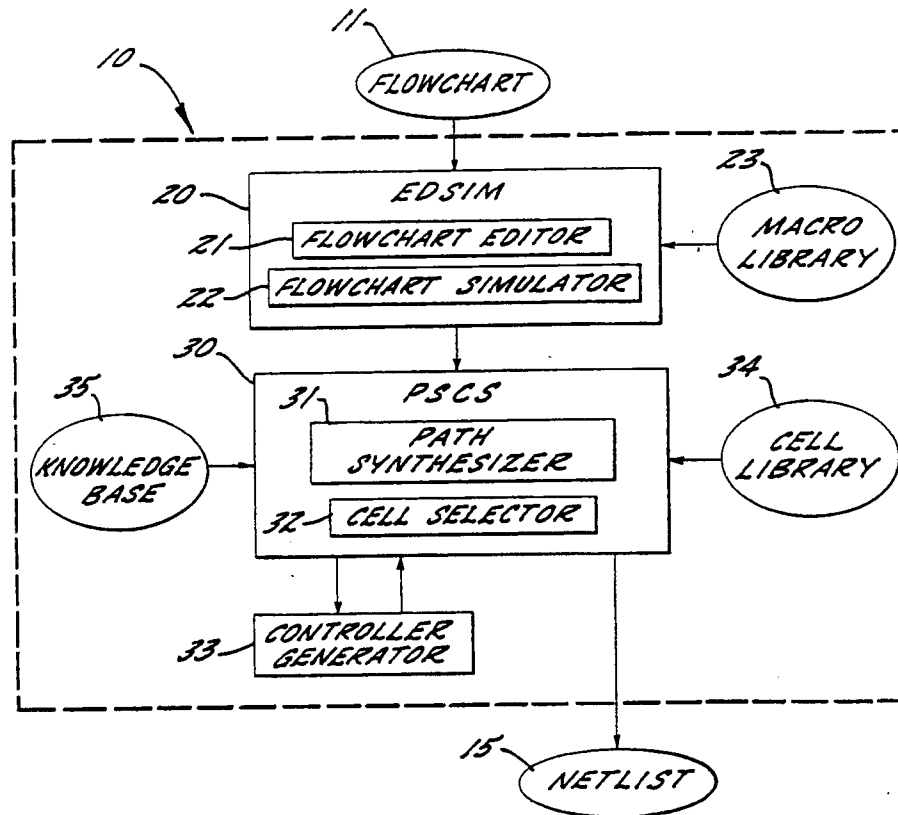 11
10
FLOWCHART
20
EDSIM
23
21
FLOWCHART EDITOR
MACRO
LIBRARY
22
FLOWCHART SIMULATOR
30
PSCS
35
31
34
PATH
SYNTHESIZER
KNOWLEDGE
BASE
CELL
LIBRARY
32
CELL SELECTOR
33
CONTROLLER
GENERATOR
15
NETLIST